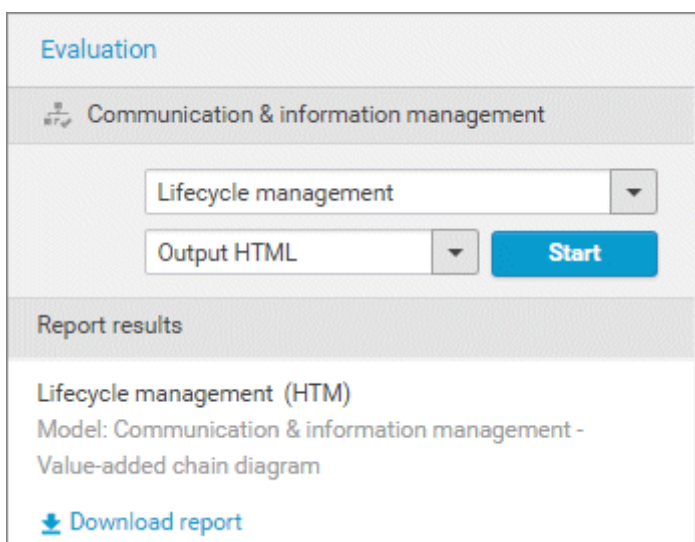 Evaluation
Communication & information management
Lifecycle management
Output HTML
Start
Report results
Lifecycle management (HTM)
Model: Communication & information management -
Value-added chain diagram
Download report